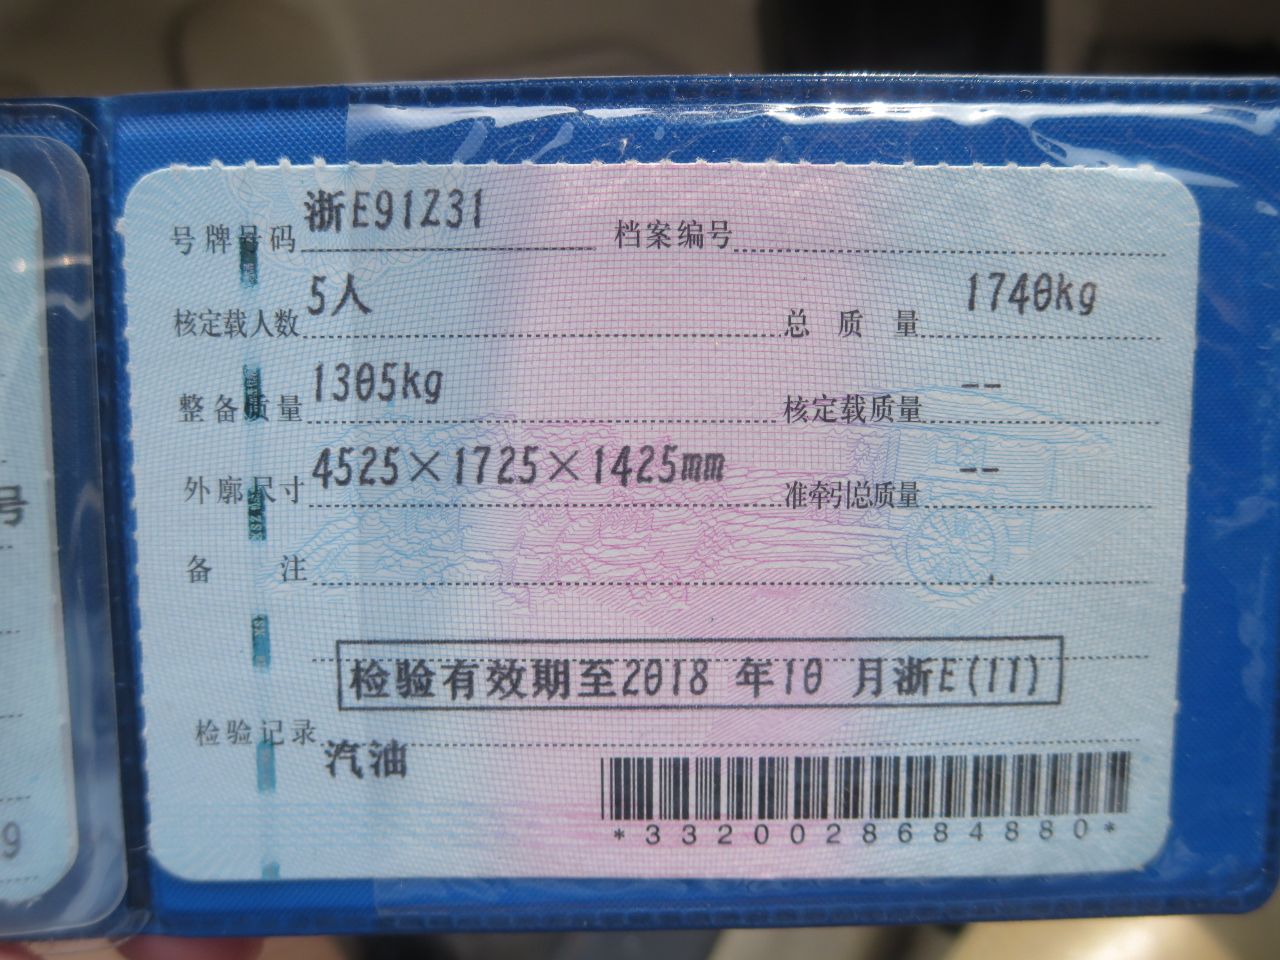 号牌号码 浙E91Z31 档案编号
核定载人数 5人 总质量 1740kg
整备质量 1305kg 核定载质量 --
外廓尺寸 4525×1725×1425mm 准牵引总质量 --
备注
检验有效期至2018 年10 月浙E(11)
检验记录
汽油
*3320028684880*
号
9